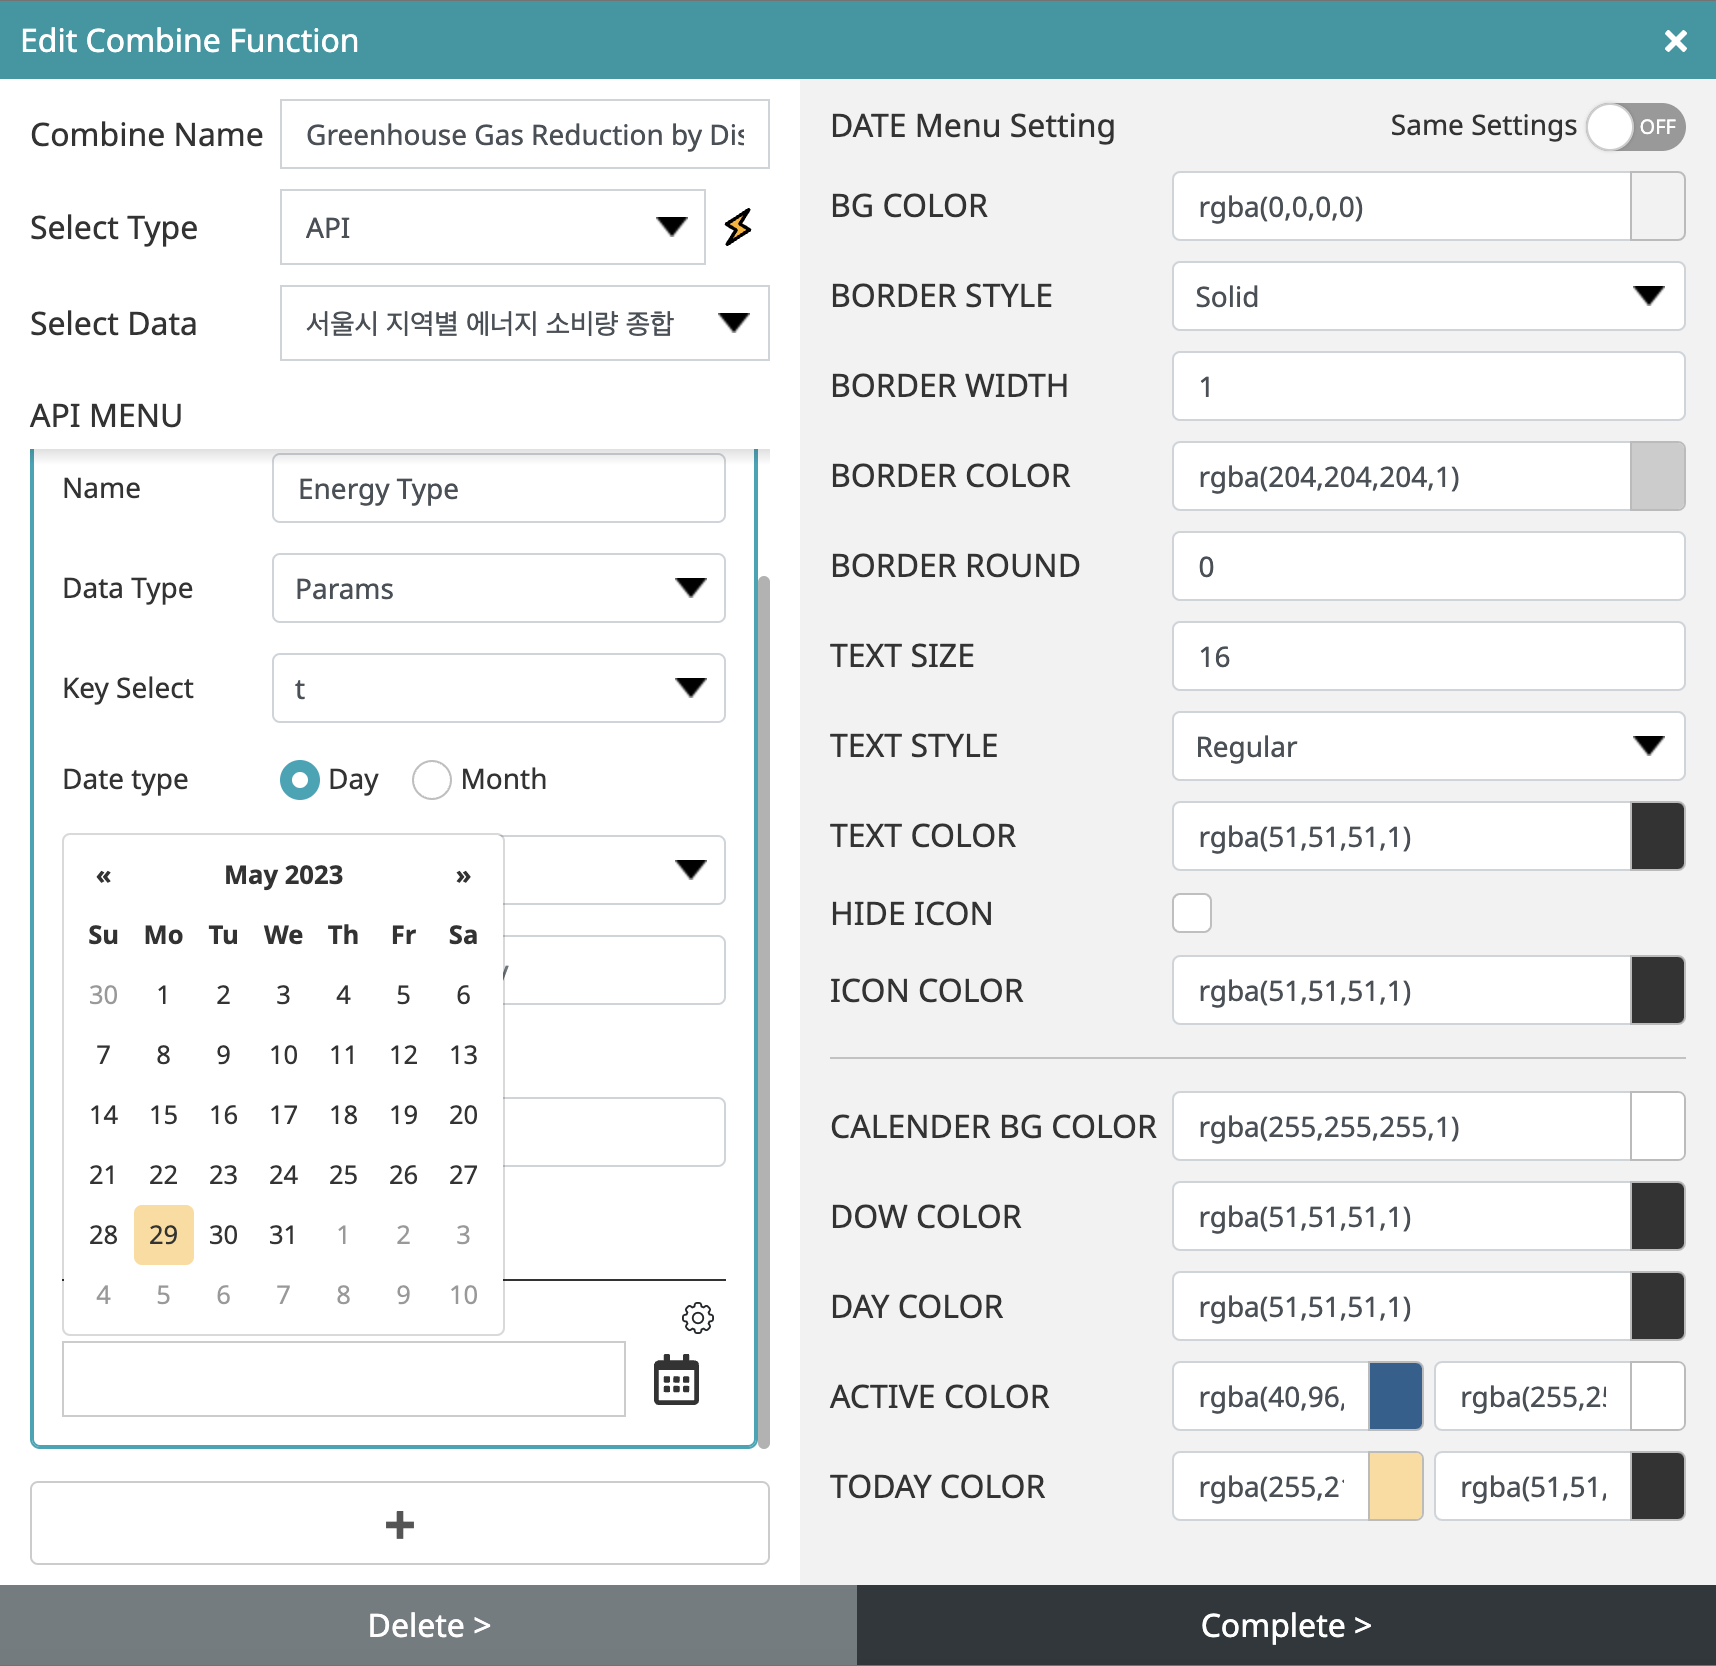 Edit Combine Function
Combine Name
Greenhouse Gas Reduction by
Select Type
API
Select Data
서울시 지역별 에너지 소비량 종합
API MENU
Name
Energy Type
Data Type
Params
Key Select
t
Date type
Day
Month
« May 2023 »
Su Mo Tu We Th Fr Sa
30 1 2 3 4 5 6
7 8 9 10 11 12 13
14 15 16 17 18 19 20
21 22 23 24 25 26 27
28 29 30 31 1 2 3
4 5 6 7 8 9 10
+
DATE Menu Setting
Same Settings
OFF
BG COLOR
rgba(0,0,0,0)
BORDER STYLE
Solid
BORDER WIDTH
1
BORDER COLOR
rgba(204,204,204,1)
BORDER ROUND
0
TEXT SIZE
16
TEXT STYLE
Regular
TEXT COLOR
rgba(51,51,51,1)
HIDE ICON
ICON COLOR
rgba(51,51,51,1)
CALENDER BG COLOR
rgba(255,255,255,1)
DOW COLOR
rgba(51,51,51,1)
DAY COLOR
rgba(51,51,51,1)
ACTIVE COLOR
rgba(40,96,
rgba(255,2
TODAY COLOR
rgba(255,2
rgba(51,51,
Delete >
Complete >